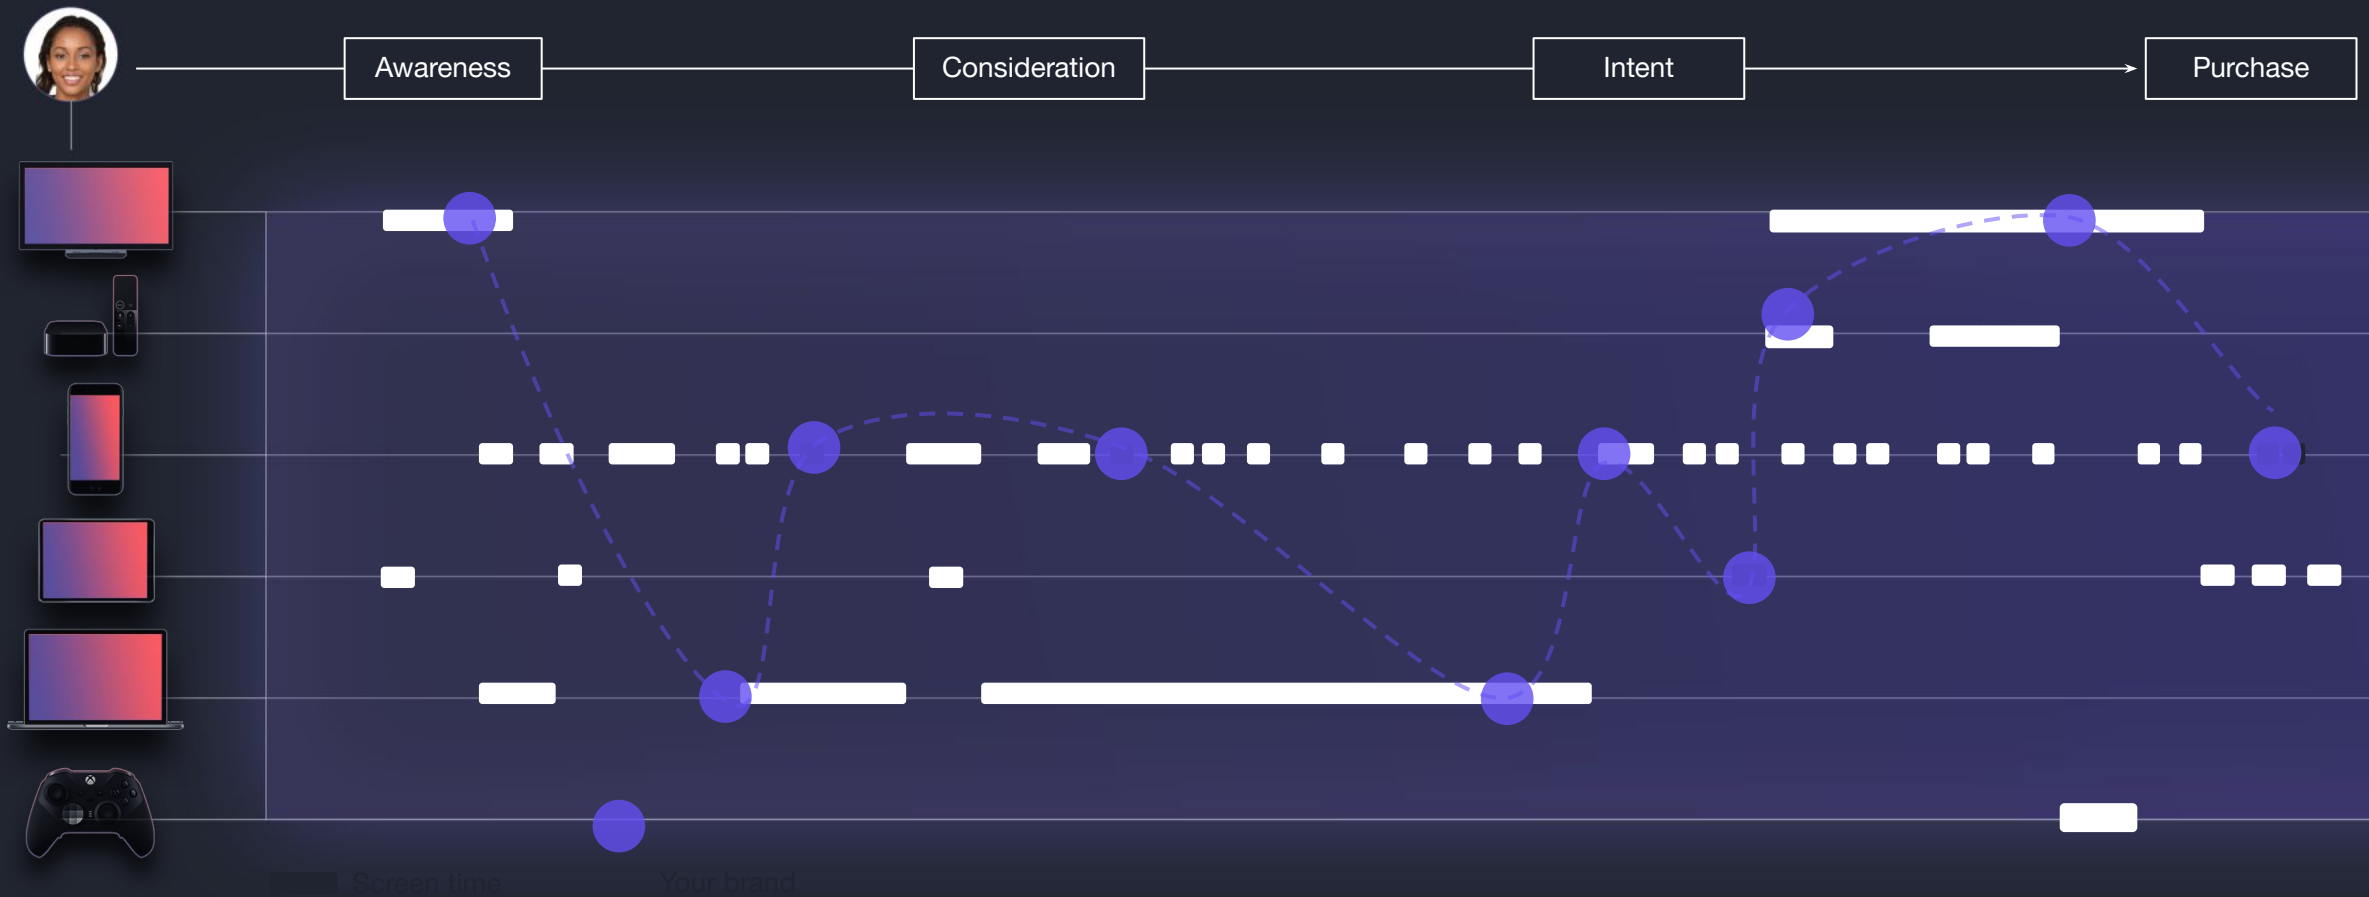 Awareness
Consideration
Intent
Purchase
Screen time
Your brand